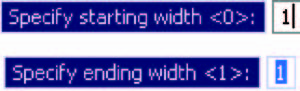 Specify starting width <0>: 1
Specify ending width <1>: 1